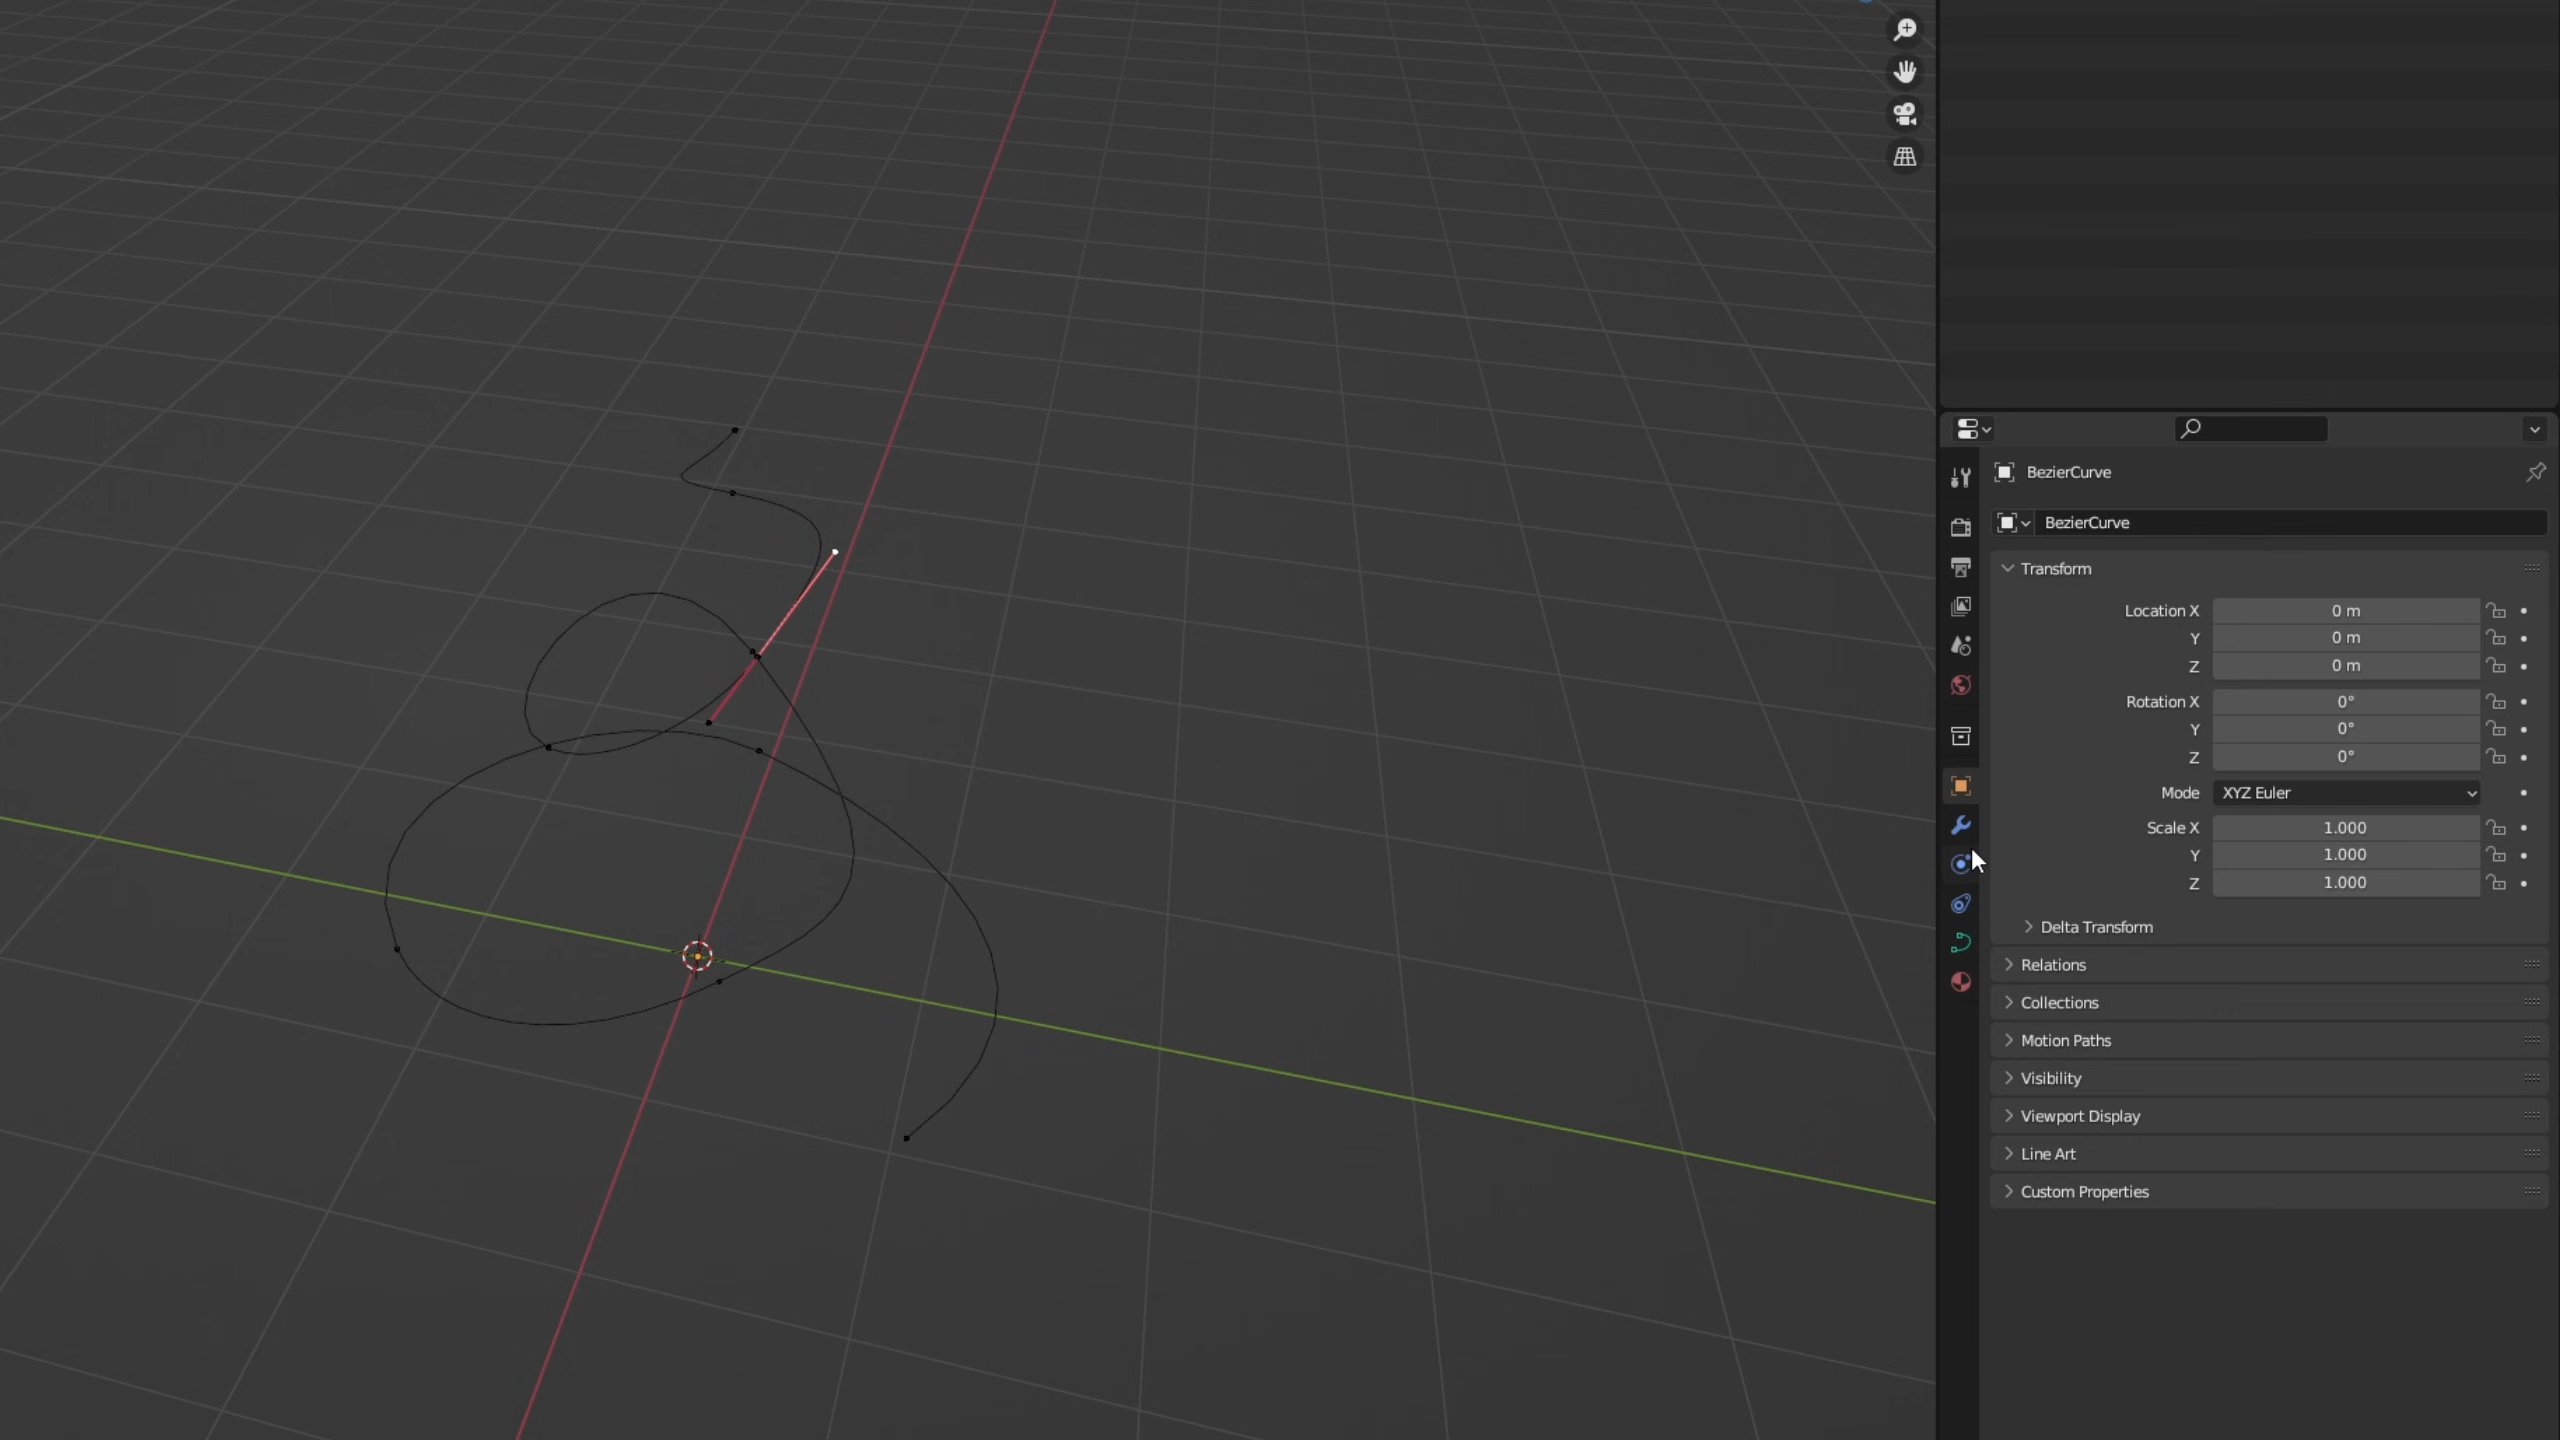 BezierCurve
BezierCurve
Transform
Location X 0 m
Y 0 m
Z 0 m
Rotation X 0°
Y 0°
Z 0°
Mode XYZ Euler
Scale X 1.000
Y 1.000
Z 1.000
Delta Transform
Relations
Collections
Motion Paths
Visibility
Viewport Display
Line Art
Custom Properties